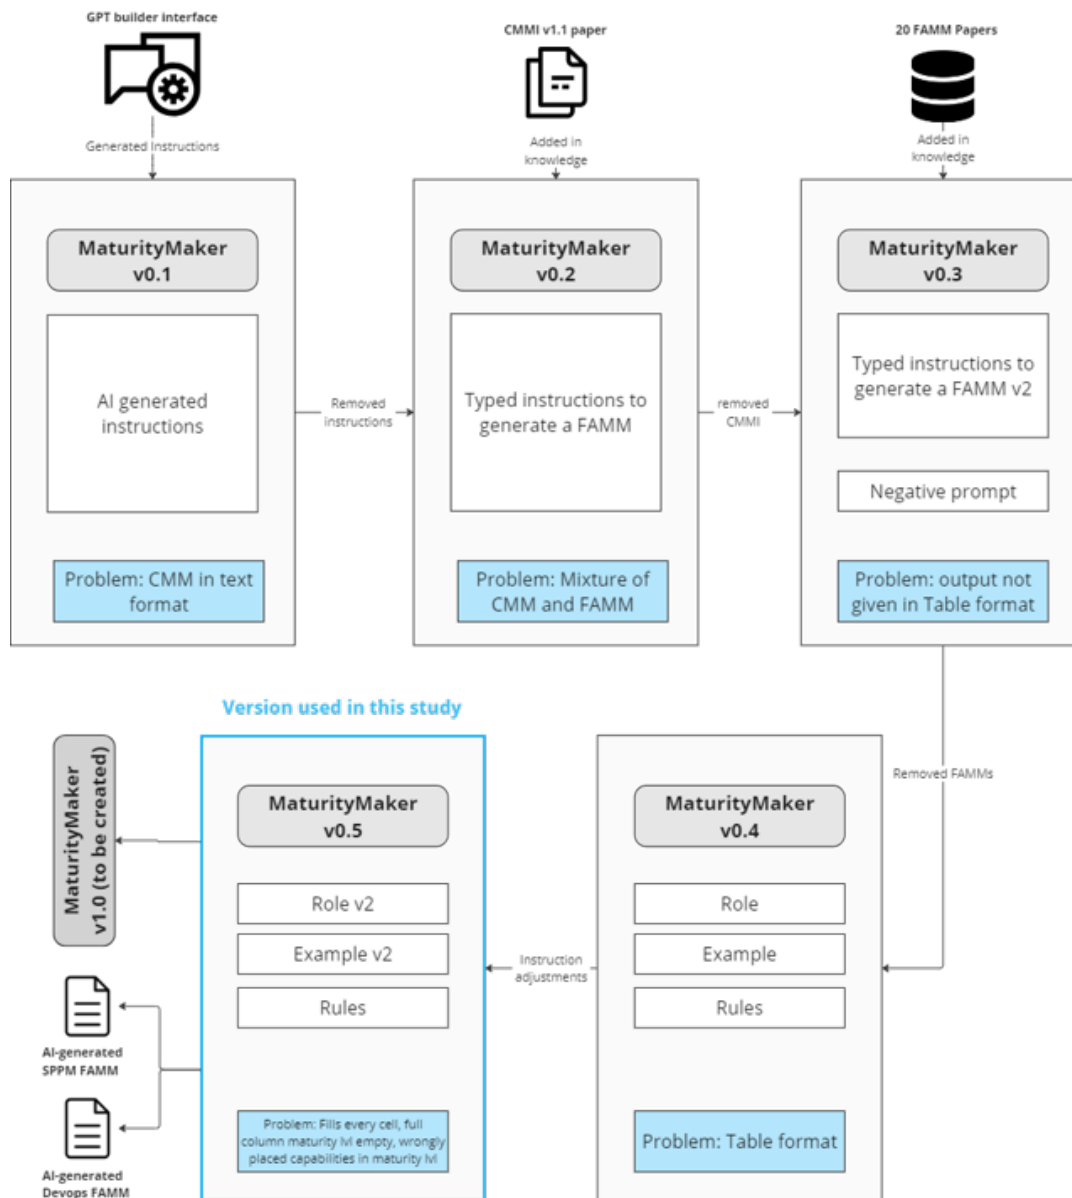 GPT builder interface
CMMI v1.1 paper
20 FAMM Papers
Generated Instructions
Added in
knowledge
Added in
knowledge
MaturityMaker
v0.1
AI generated
instructions
Problem: CMM in text
format
Removed
instructions
MaturityMaker
v0.2
Typed instructions to
generate a FAMM
Problem: Mixture of
CMM and FAMM
removed
CMMI
MaturityMaker
v0.3
Typed instructions to
generate a FAMM v2
Negative prompt
Problem: output not
given in Table format
Removed FAMMs
MaturityMaker
v0.4
Role
Example
Rules
Problem: Table format
Instruction
adjustments
Version used in this study
MaturityMaker
v0.5
Role v2
Example v2
Rules
Problem: Fills every cell, full
column maturity lvl empty, wrongly
placed capabilities in maturity lvl
MaturityMaker
v1.0 (to be created)
AI-generated
SPPM FAMM
AI-generated
Devops FAMM